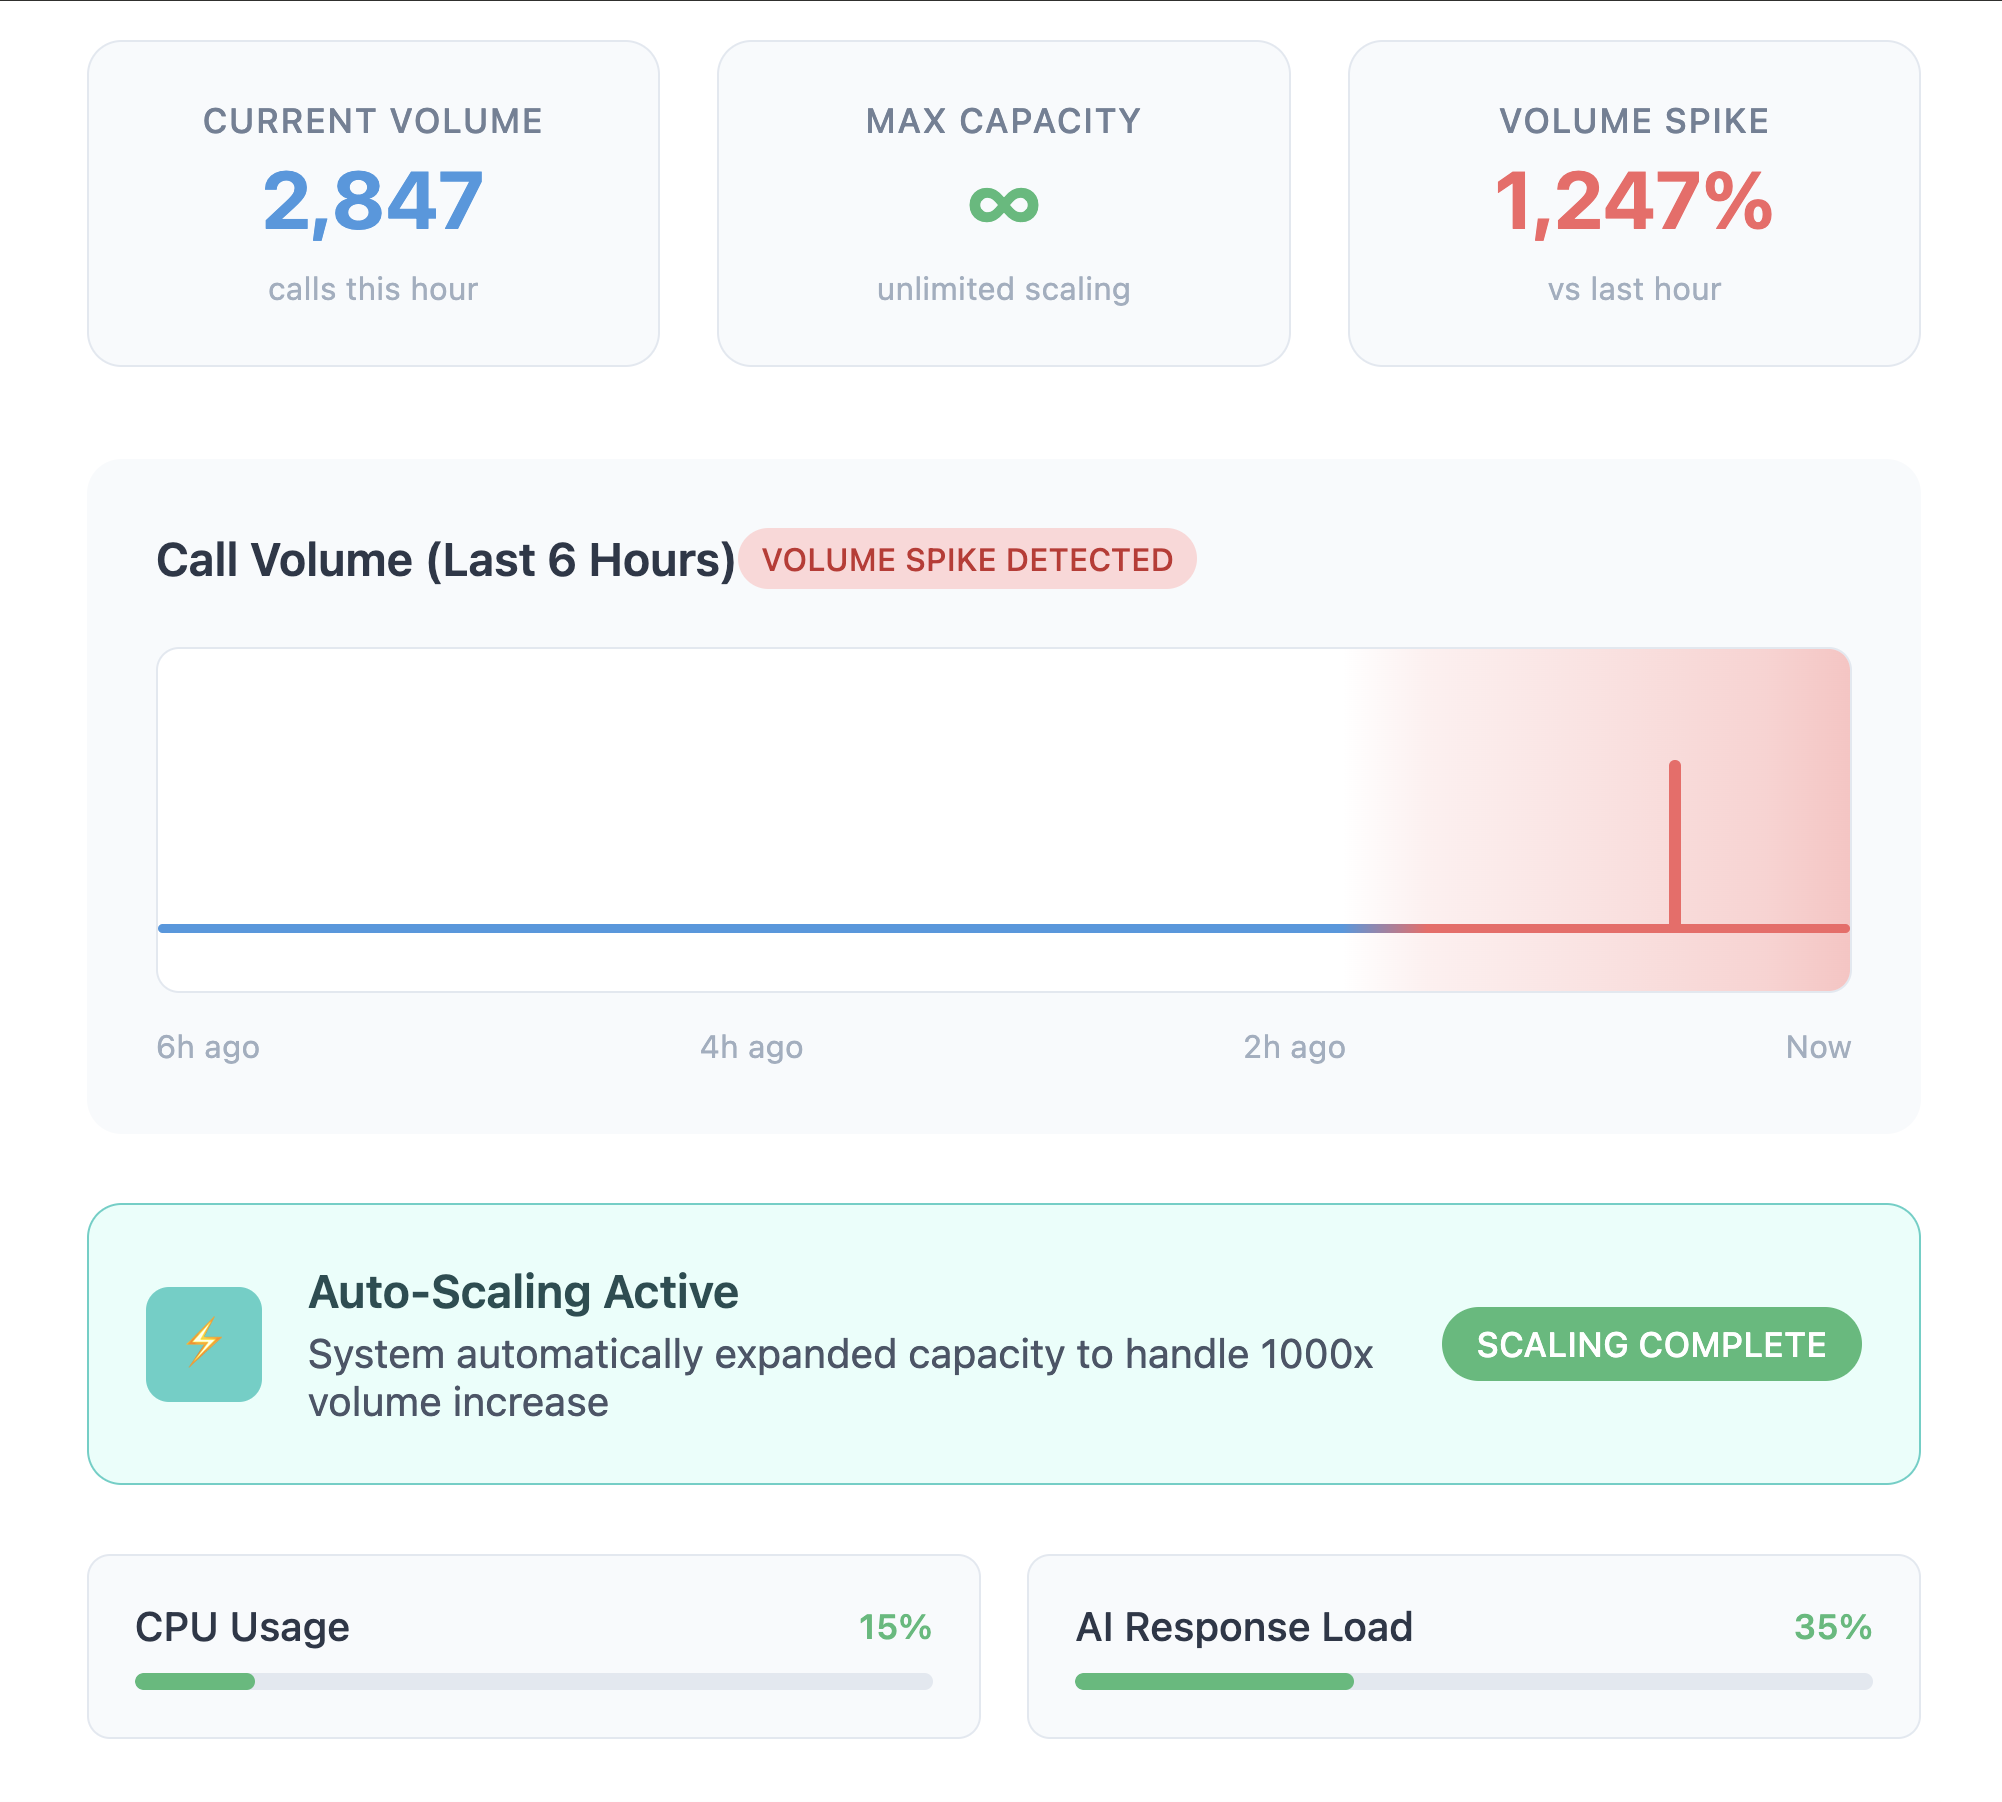 CURRENT VOLUME
2,847
calls this hour
MAX CAPACITY
∞
unlimited scaling
VOLUME SPIKE
1,247%
vs last hour
Call Volume (Last 6 Hours) VOLUME SPIKE DETECTED
6h ago 4h ago 2h ago Now
Auto-Scaling Active
System automatically expanded capacity to handle 1000x
volume increase
SCALING COMPLETE
CPU Usage 15%
AI Response Load 35%